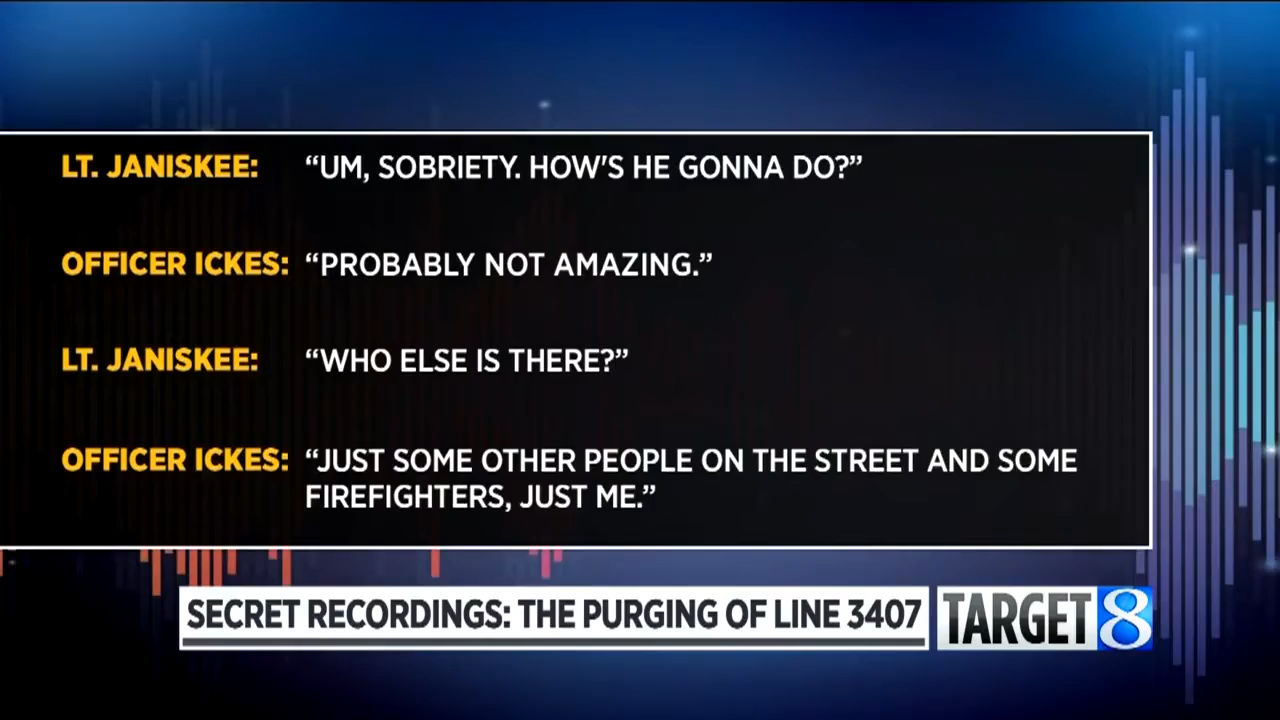 LT. JANISKEE: “UM, SOBRIETY. HOW'S HE GONNA DO?”
OFFICER ICKES: “PROBABLY NOT AMAZING.”
LT. JANISKEE: “WHO ELSE IS THERE?”
OFFICER ICKES: “JUST SOME OTHER PEOPLE ON THE STREET AND SOME
FIREFIGHTERS, JUST ME.”
SECRET RECORDINGS: THE PURGING OF LINE 3407
TARGET 8